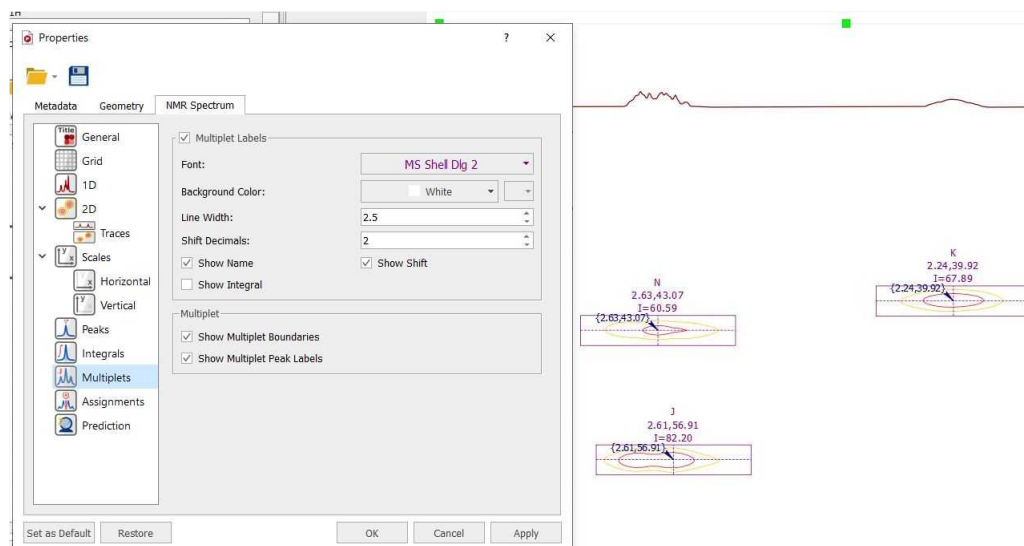 1H
Properties
?
Metadata
Geometry
NMR Spectrum
Title
General
Grid
1D
2D
Traces
Scales
Horizontal
Vertical
Peaks
Integrals
Multiplets
Assignments
Prediction
Multiplet Labels
Font:
MS Shell Dlg 2
Background Color:
White
Line Width:
2.5
Shift Decimals:
2
Show Name
Show Shift
Show Integral
Multiplet
Show Multiplet Boundaries
Show Multiplet Peak Labels
Set as Default
Restore
OK
Cancel
Apply
K
2.24,39.92
I=67.89
{2.24,39.92}
N
2.63,43.07
I=60.59
{2.63,43.07}
J
2.61,56.91
I=82.20
{2.61,56.91}